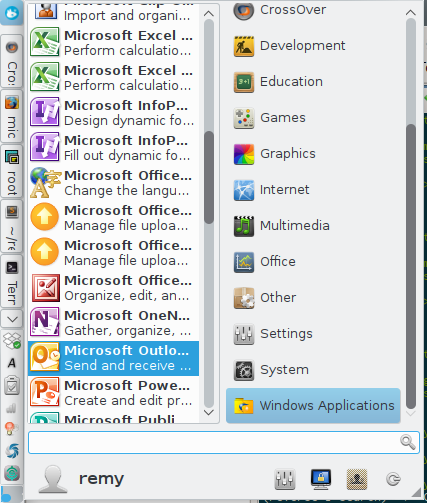 Microsoft Clip O...
Import and organi...
Microsoft Excel ...
Perform calculatio...
Microsoft Excel ...
Perform calculatio...
Microsoft InfoP...
Design dynamic fo...
Microsoft InfoP...
Fill out dynamic fo...
Microsoft Office...
Change the langu...
Microsoft Office...
Manage file uploa...
Microsoft Office...
Manage file uploa...
Microsoft Office...
Organize, edit, an...
Microsoft OneN...
Gather, organize, ...
Microsoft Outlo...
Send and receive ...
Microsoft Powe...
Create and edit pr...
Microsoft Publi...
CrossOver
Development
Education
Games
Graphics
Internet
Multimedia
Office
Other
Settings
System
Windows Applications
remy
Cro
mic
root
~/re
Terr